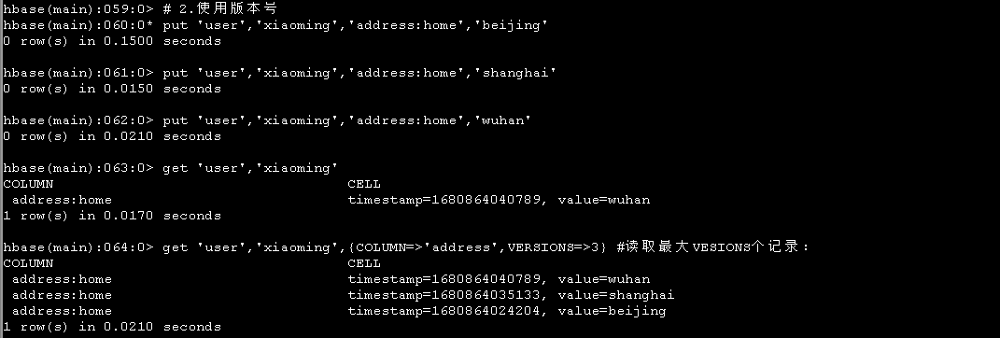 hbase(main):059:0> # 2.使用版本号
hbase(main):060:0* put 'user','xiaoming','address:home','beijing'
0 row(s) in 0.1500 seconds
hbase(main):061:0> put 'user','xiaoming','address:home','shanghai'
0 row(s) in 0.0150 seconds
hbase(main):062:0> put 'user','xiaoming','address:home','wuhan'
0 row(s) in 0.0210 seconds
hbase(main):063:0> get 'user','xiaoming'
COLUMN CELL
address:home timestamp=1680864040789, value=wuhan
1 row(s) in 0.0170 seconds
hbase(main):064:0> get 'user','xiaoming',{COLUMN=>'address',VERSIONS=>3} #读取最大VESIONS个记录:
COLUMN CELL
address:home timestamp=1680864040789, value=wuhan
address:home timestamp=1680864035133, value=shanghai
address:home timestamp=1680864024204, value=beijing
1 row(s) in 0.0210 seconds